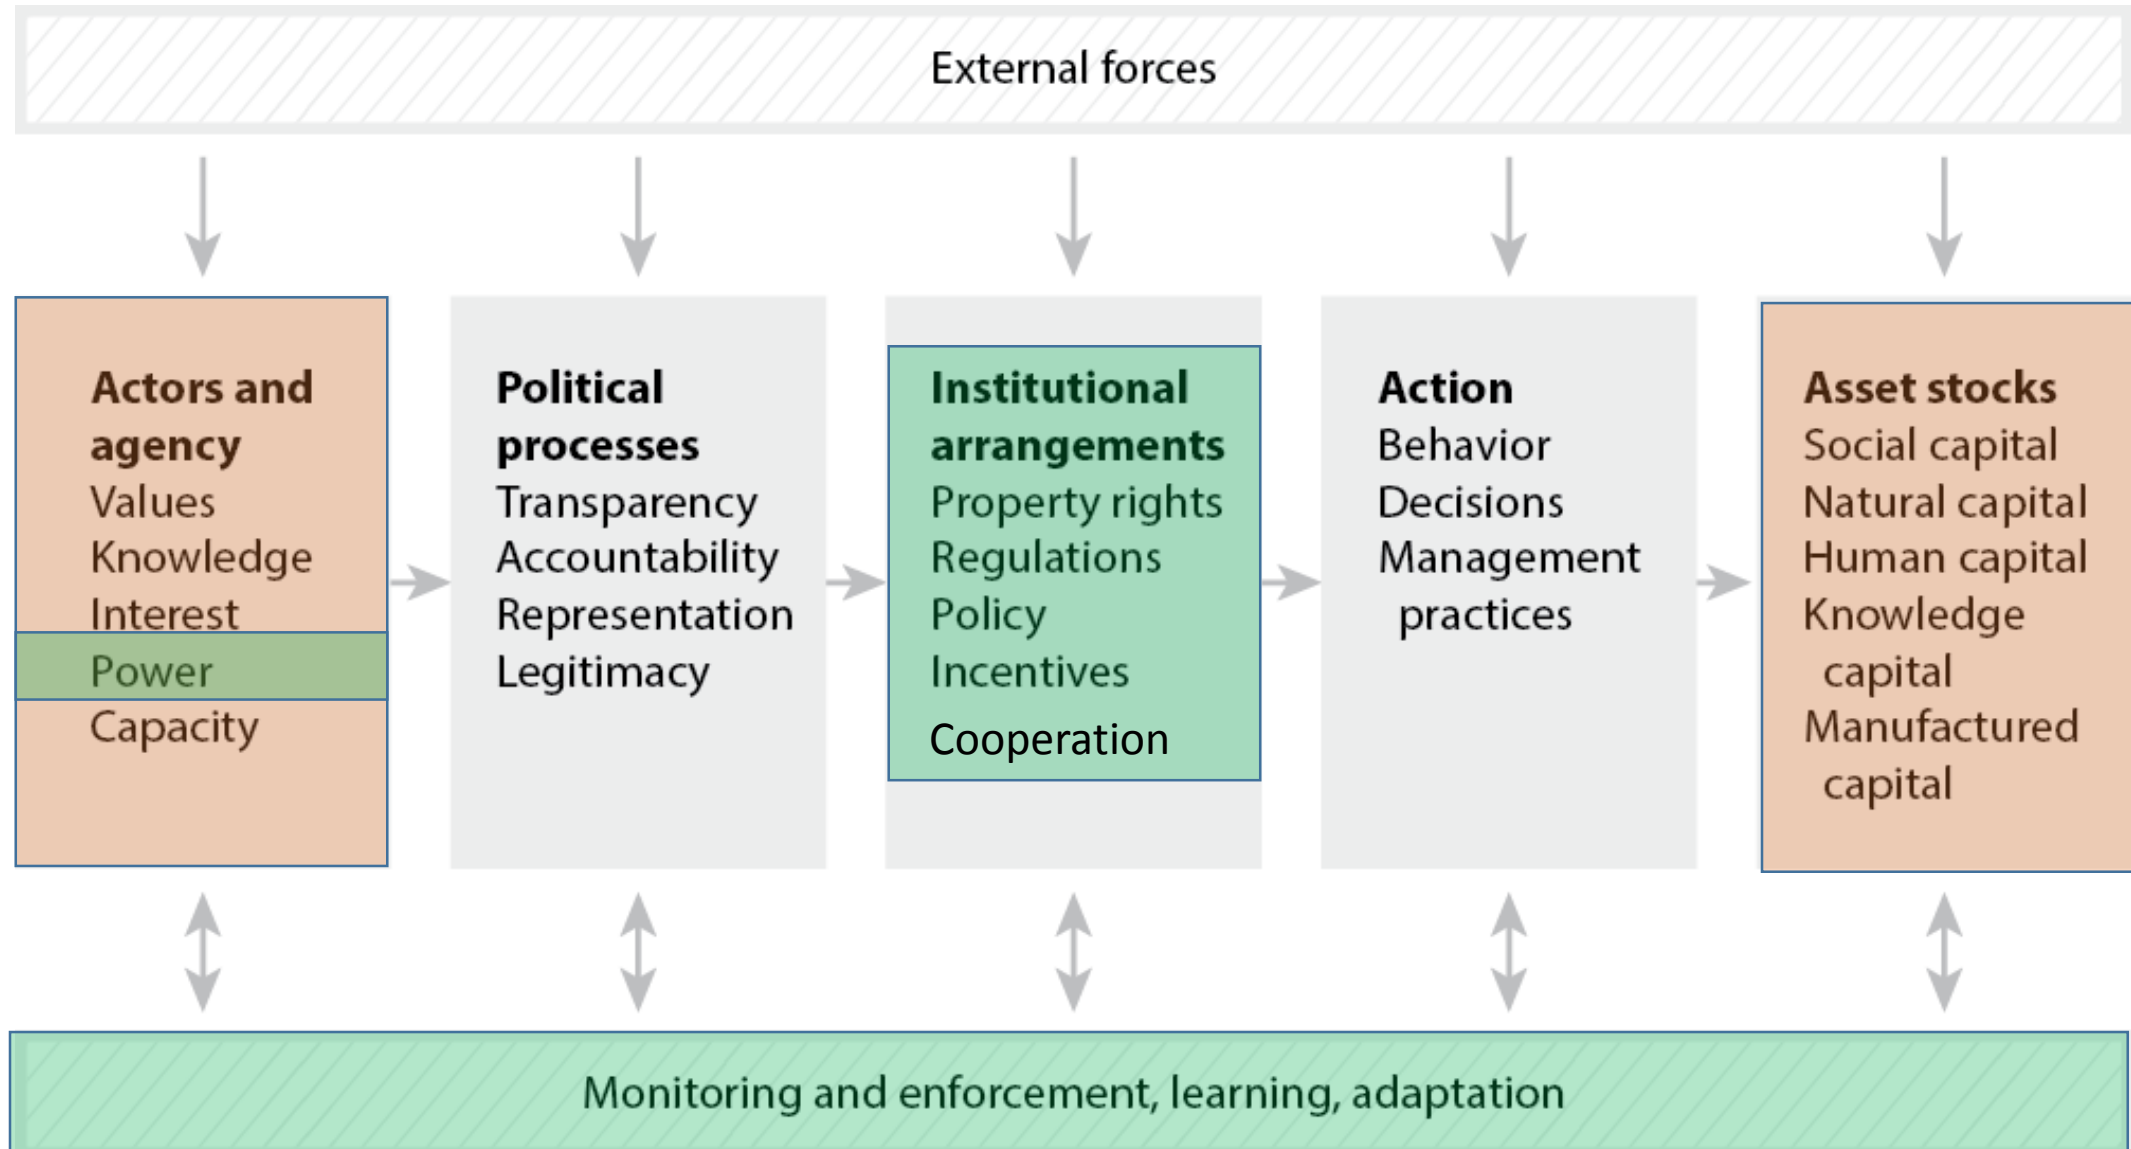 External forces
Actors and
agency
Values
Knowledge
Interest
Power
Capacity
Political
processes
Transparency
Accountability
Representation
Legitimacy
Institutional
arrangements
Property rights
Regulations
Policy
Incentives
Cooperation
Action
Behavior
Decisions
Management
practices
Asset stocks
Social capital
Natural capital
Human capital
Knowledge
capital
Manufactured
capital
Monitoring and enforcement, learning, adaptation